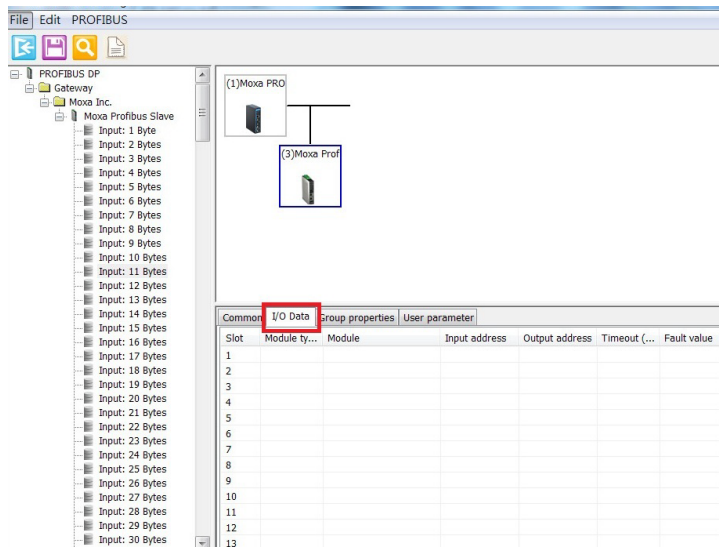 File Edit PROFIBUS
PROFIBUS DP
Gateway
Moxa Inc.
Moxa Profibus Slave
Input: 1 Byte
Input: 2 Bytes
Input: 3 Bytes
Input: 4 Bytes
Input: 5 Bytes
Input: 6 Bytes
Input: 7 Bytes
Input: 8 Bytes
Input: 9 Bytes
Input: 10 Bytes
Input: 11 Bytes
Input: 12 Bytes
Input: 13 Bytes
Input: 14 Bytes
Input: 15 Bytes
Input: 16 Bytes
Input: 17 Bytes
Input: 18 Bytes
Input: 19 Bytes
Input: 20 Bytes
Input: 21 Bytes
Input: 22 Bytes
Input: 23 Bytes
Input: 24 Bytes
Input: 25 Bytes
Input: 26 Bytes
Input: 27 Bytes
Input: 28 Bytes
Input: 29 Bytes
Input: 30 Bytes
(1)Moxa PRO
(3)Moxa Prof
Common I/O Data Group properties User parameter
Slot Module ty... Module Input address Output address Timeout (... Fault value
1
2
3
4
5
6
7
8
9
10
11
12
13